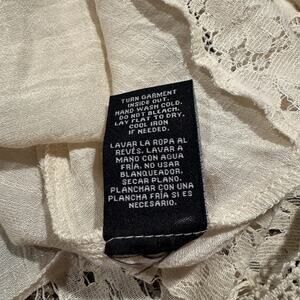 TURN GARMENT
INSIDE OUT.
HAND WASH COLD.
DO NOT BLEACH.
LAY FLAT TO DRY.
COOL IRON
IF NEEDED.
LAVAR LA ROPA AL
REVÉS. LAVAR A
MANO CON AGUA
FRÍA. NO USAR
BLANQUEADOR.
SECAR PLANO.
PLANCHAR CON UNA
PLANCHA FRÍA SI ES
NECESARIO.